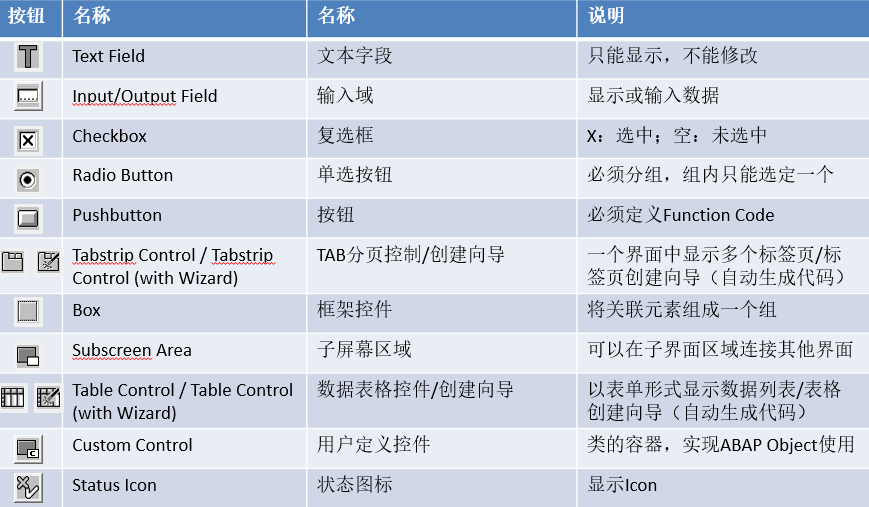 按钮 名称 名称 说明
Text Field 文本字段 只能显示，不能修改
Input/Output Field 输入域 显示或输入数据
Checkbox 复选框 X：选中；空：未选中
Radio Button 单选按钮 必须分组，组内只能选定一个
Pushbutton 按钮 必须定义Function Code
Tabstrip Control / Tabstrip TAB分页控制/创建向导 一个界面中显示多个标签页/标
Control (with Wizard) 签页创建向导（自动生成代码）
Box 框架控件 将关联元素组成一个组
Subscreen Area 子屏幕区域 可以在子界面区域连接其他界面
Table Control / Table Control 数据表格控件/创建向导 以表单形式显示数据列表/表格
(with Wizard) 创建向导（自动生成代码）
Custom Control 用户定义控件 类的容器，实现ABAP Object使用
Status Icon 状态图标 显示Icon